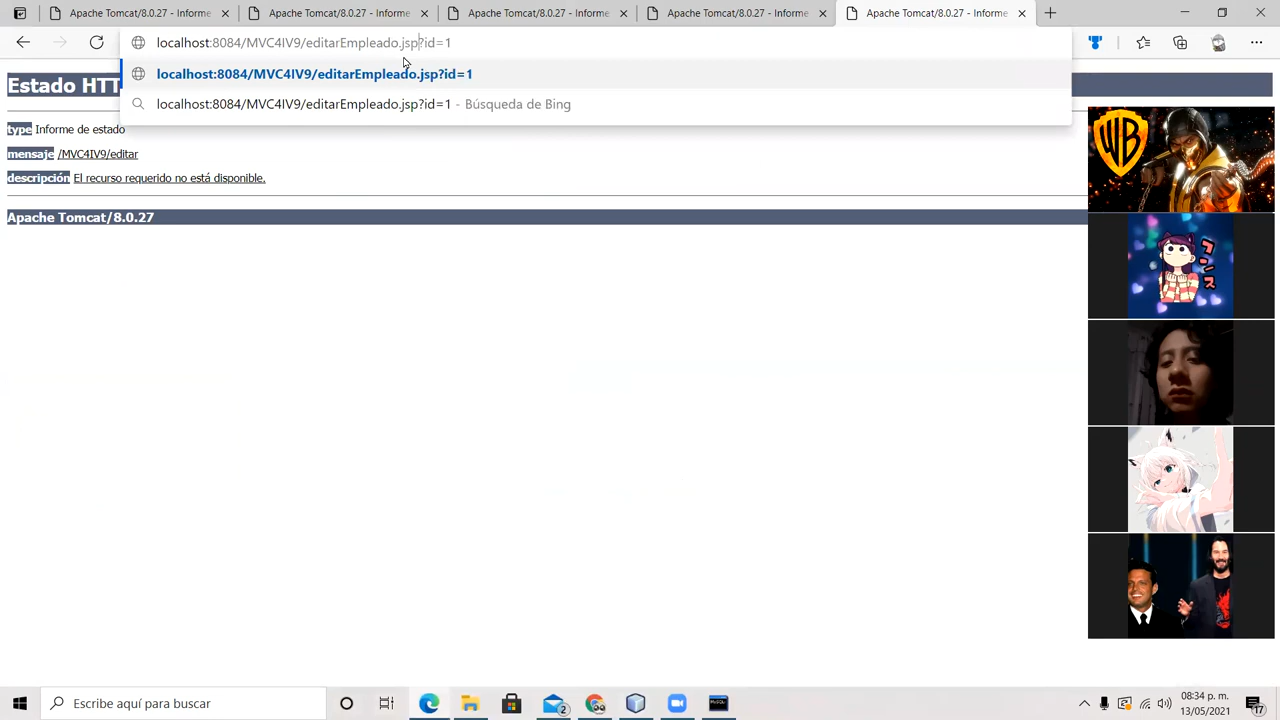 Apache Tomcat/8.0.27 - Informe
Apache Tomcat/8.0.27 - Informe
Apache Tomcat/8.0.27 - Informe
Apache Tomcat/8.0.27 - Informe
Apache Tomcat/8.0.27 - Informe
localhost:8084/MVC4IV9/editarEmpleado.jsp?id=1
localhost:8084/MVC4IV9/editarEmpleado.jsp?id=1
localhost:8084/MVC4IV9/editarEmpleado.jsp?id=1 - Búsqueda de Bing
Estado HTT
type Informe de estado
mensaje /MVC4IV9/editar
descripción El recurso requerido no está disponible.
Apache Tomcat/8.0.27
WB
Escribe aquí para buscar
2
MySQL
08:34 p. m.
13/05/2021
17